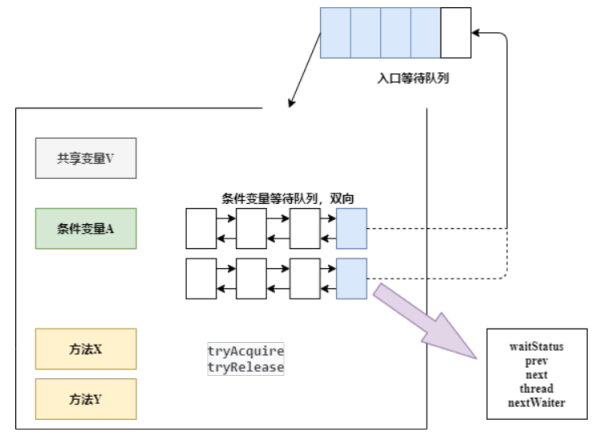 入口等待队列
共享变量V
条件变量等待队列，双向
条件变量A
方法X
tryAcquire
tryRelease
方法Y
waitStatus
prev
next
thread
nextWaiter